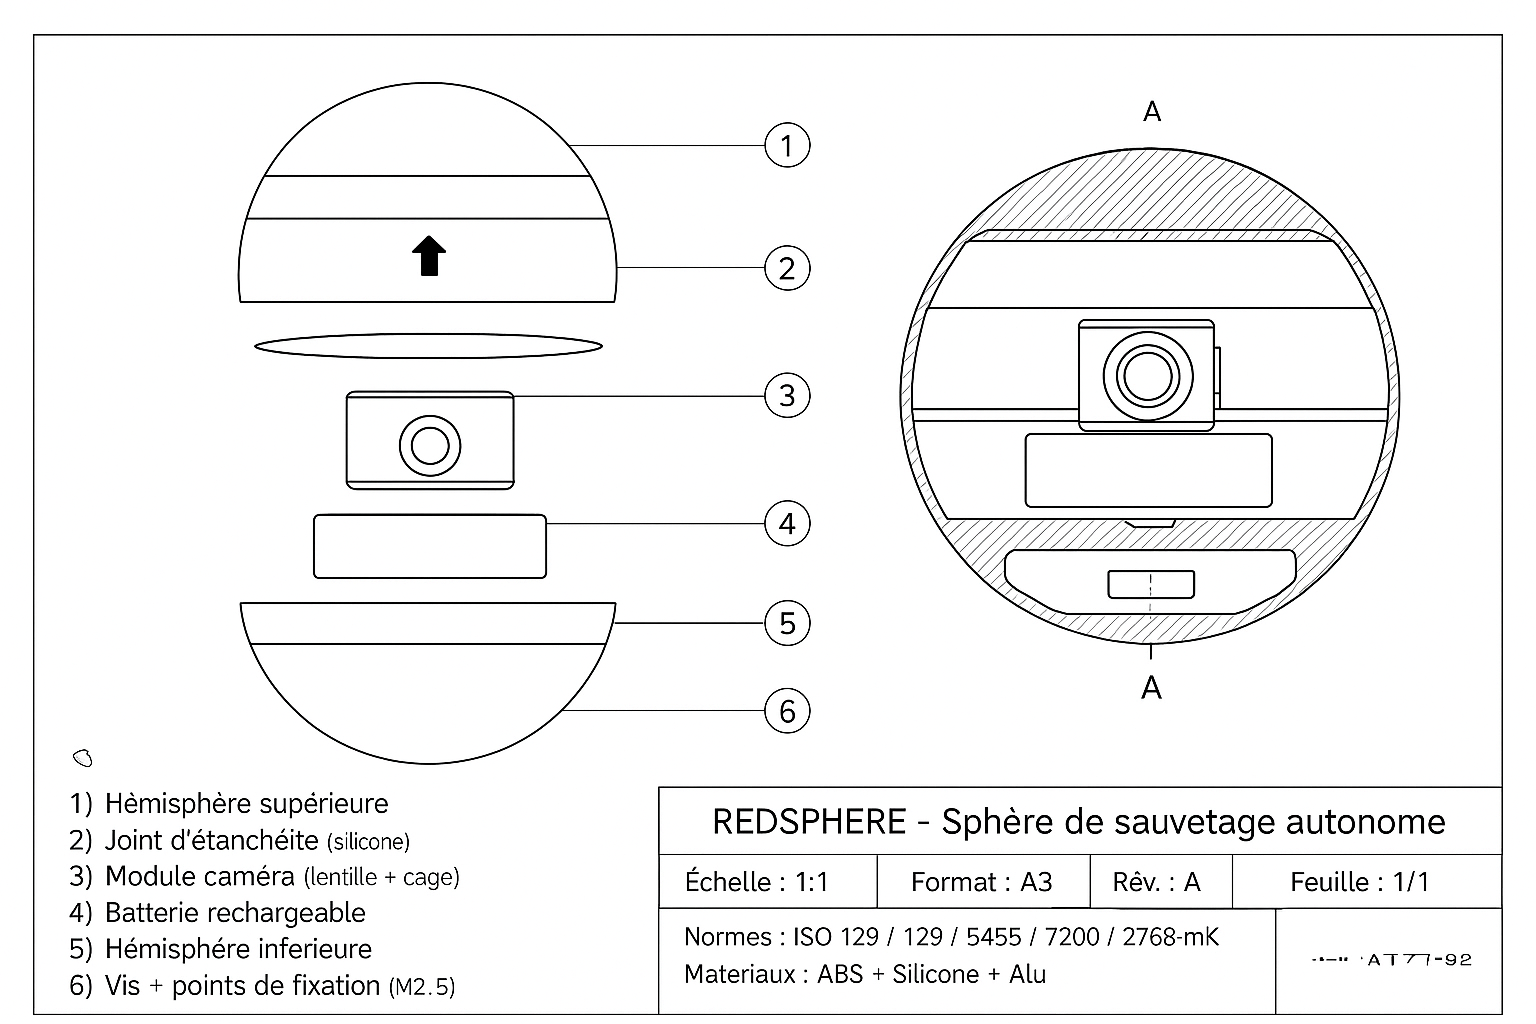 1
2
3
4
5
6
A
A
1) Hèmisphère supérieure
2) Joint d'étanchéite (silicone)
3) Module caméra (lentille + cage)
4) Batterie rechargeable
5) Hémisphére inferieure
6) Vis + points de fixation (M2.5)
REDSPHERE - Sphère de sauvetage autonome
Échelle : 1:1 Format : A3 Rêv. : A Feuille : 1/1
Normes : ISO 129 / 129 / 5455 / 7200 / 2768-mK
Materiaux : ABS + Silicone + Alu